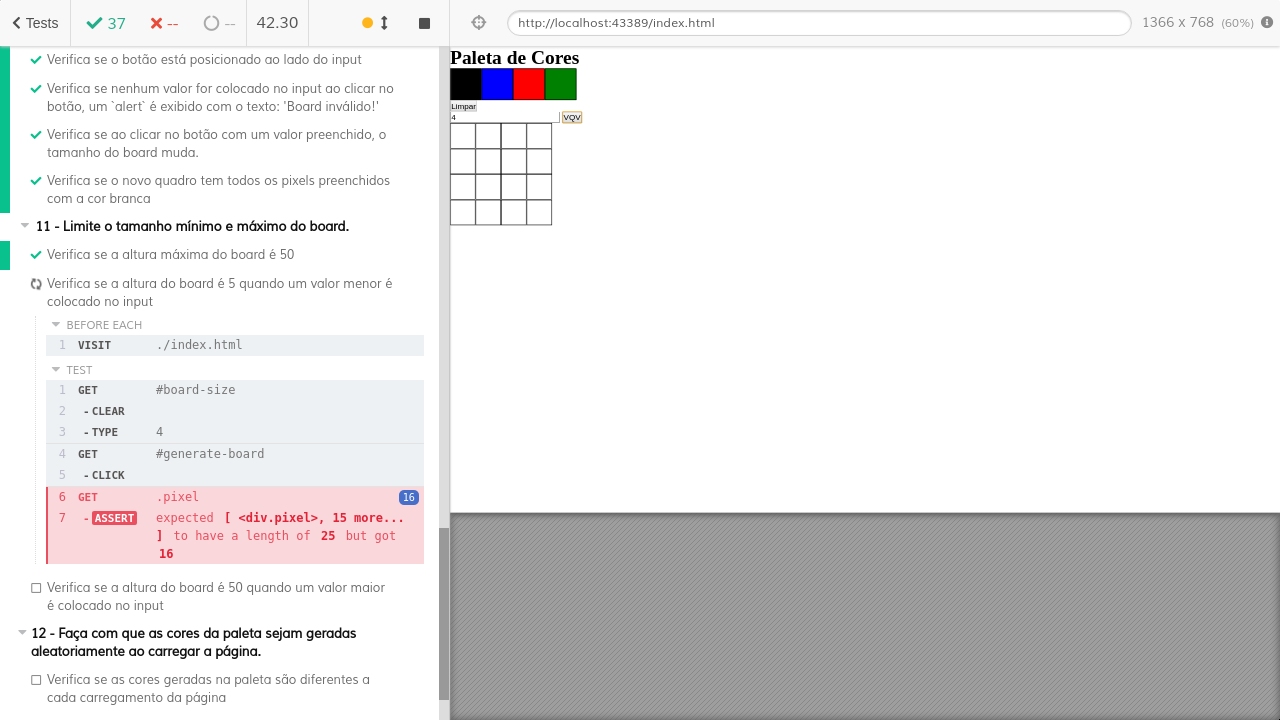 Tests 37 -- -- 42.30
http://localhost:43389/index.html 1366 x 768 (60%)
Verifica se o botão está posicionado ao lado do input
Verifica se nenhum valor for colocado no input ao clicar no
botão, um `alert` é exibido com o texto: 'Board inválido!'
Verifica se ao clicar no botão com um valor preenchido, o
tamanho do board muda.
Verifica se o novo quadro tem todos os pixels preenchidos
com a cor branca
11 - Limite o tamanho mínimo e máximo do board.
Verifica se a altura máxima do board é 50
Verifica se a altura do board é 5 quando um valor menor é
colocado no input
BEFORE EACH
1 VISIT ./index.html
TEST
1 GET #board-size
2 - CLEAR
3 - TYPE 4
4 GET #generate-board
5 - CLICK
6 GET .pixel 16
7 - ASSERT expected [ <div.pixel>, 15 more...
] to have a length of 25 but got
16
Verifica se a altura do board é 50 quando um valor maior
é colocado no input
12 - Faça com que as cores da paleta sejam geradas
aleatoriamente ao carregar a página.
Verifica se as cores geradas na paleta são diferentes a
cada carregamento da página
Paleta de Cores
Limpar
4 VQV